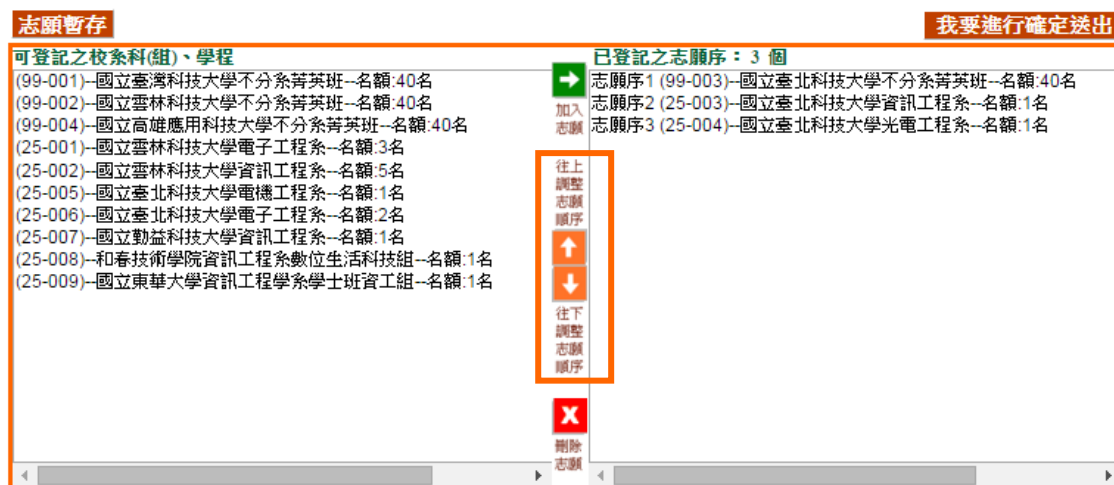 志願暫存
我要進行確定送出
可登記之校系科(組)、學程
(99-001)--國立臺灣科技大學不分系菁英班--名額:40名
(99-002)--國立雲林科技大學不分系菁英班--名額:40名
(99-004)--國立高雄應用科技大學不分系菁英班--名額:40名
(25-001)--國立雲林科技大學電子工程系--名額:3名
(25-002)--國立雲林科技大學資訊工程系--名額:5名
(25-005)--國立臺北科技大學電機工程系--名額:1名
(25-006)--國立臺北科技大學電子工程系--名額:2名
(25-007)--國立勤益科技大學資訊工程系--名額:1名
(25-008)--和春技術學院資訊工程系數位生活科技組--名額:1名
(25-009)--國立東華大學資訊工程學系學士班資工組--名額:1名
加入
志願
往上
調整
志願
順序
往下
調整
志願
順序
X
刪除
志願
已登記之志願序： 3 個
志願序1 (99-003)--國立臺北科技大學不分系菁英班--名額:40名
志願序2 (25-003)--國立臺北科技大學資訊工程系--名額:1名
志願序3 (25-004)--國立臺北科技大學光電工程系--名額:1名